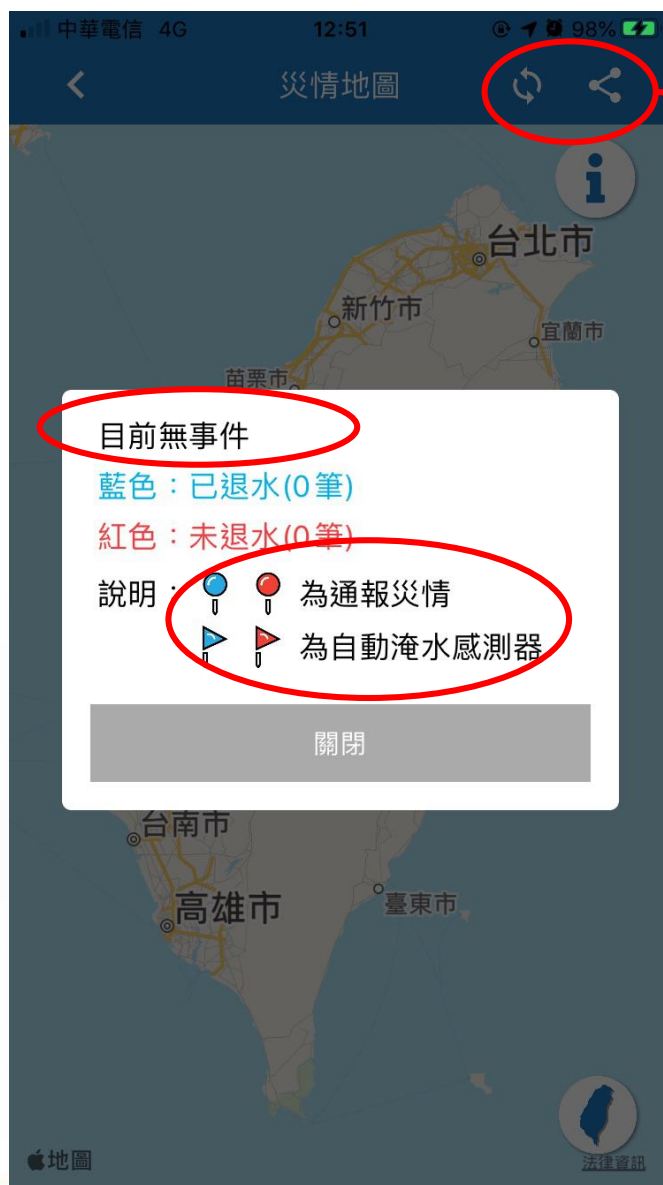 中華電信 4G 12:51 98%
災情地圖
台北市
新竹市
宜蘭市
苗栗市
目前無事件
藍色：已退水(0筆)
紅色：未退水(0筆)
說明： 為通報災情
為自動淹水感測器
關閉
台南市
高雄市
臺東市
地圖
法律資訊